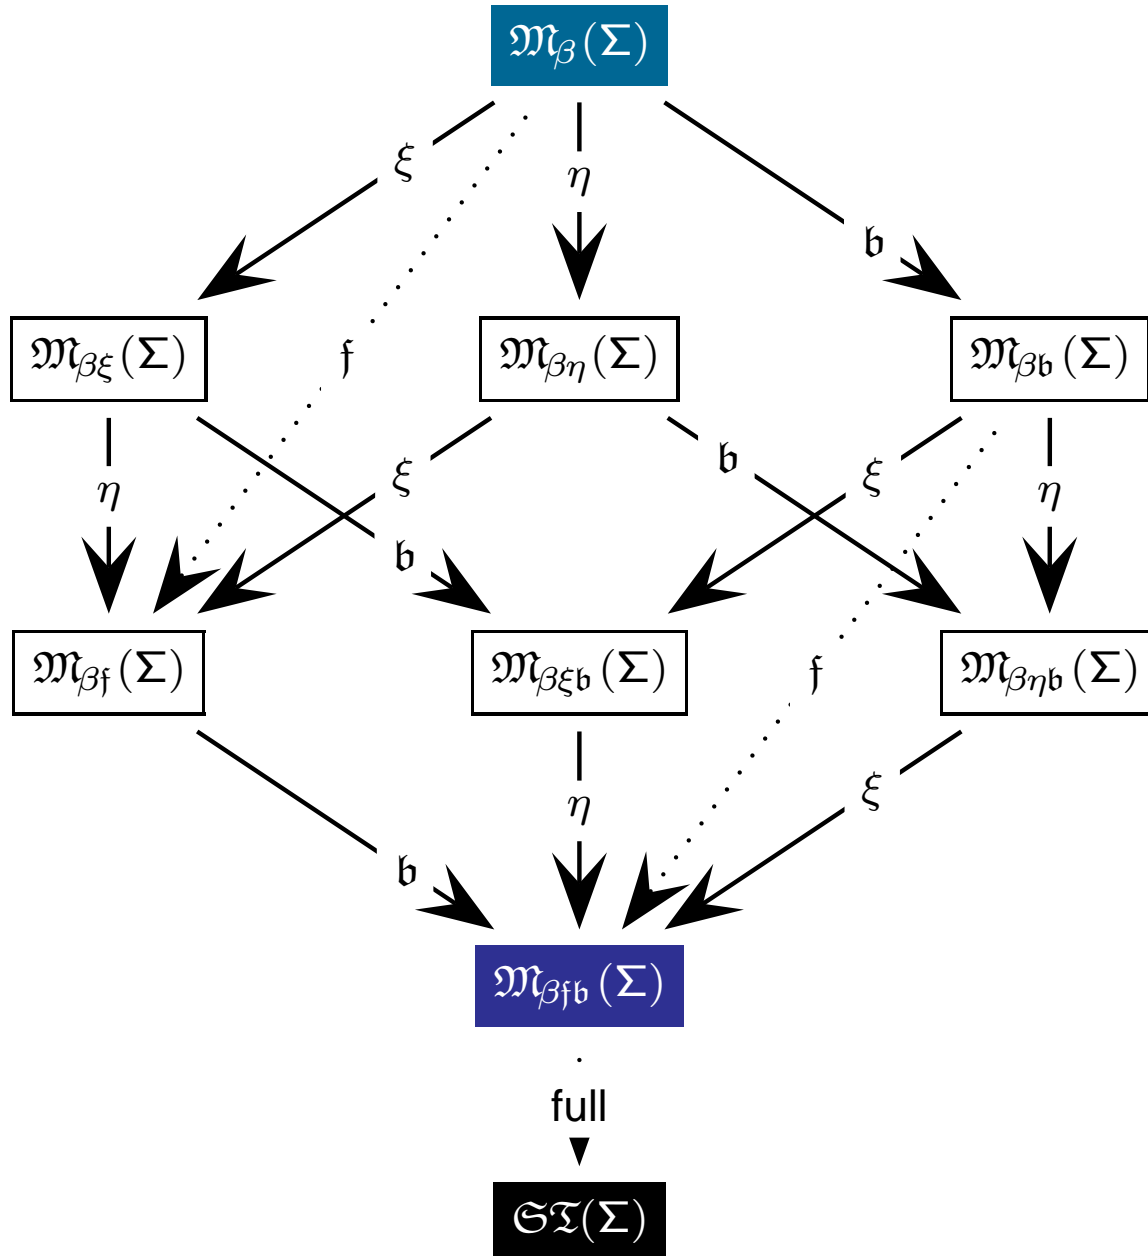 𝔐β(Σ)
ξ
η
𝔟
𝔣
𝔐βξ(Σ)
𝔐βη(Σ)
𝔐β𝔟(Σ)
η
𝔟
ξ
𝔟
ξ
η
𝔐β𝔣(Σ)
𝔐βξ𝔟(Σ)
𝔐βη𝔟(Σ)
𝔣
𝔟
η
ξ
𝔐β𝔣𝔟(Σ)
full
𝔖𝔗(Σ)